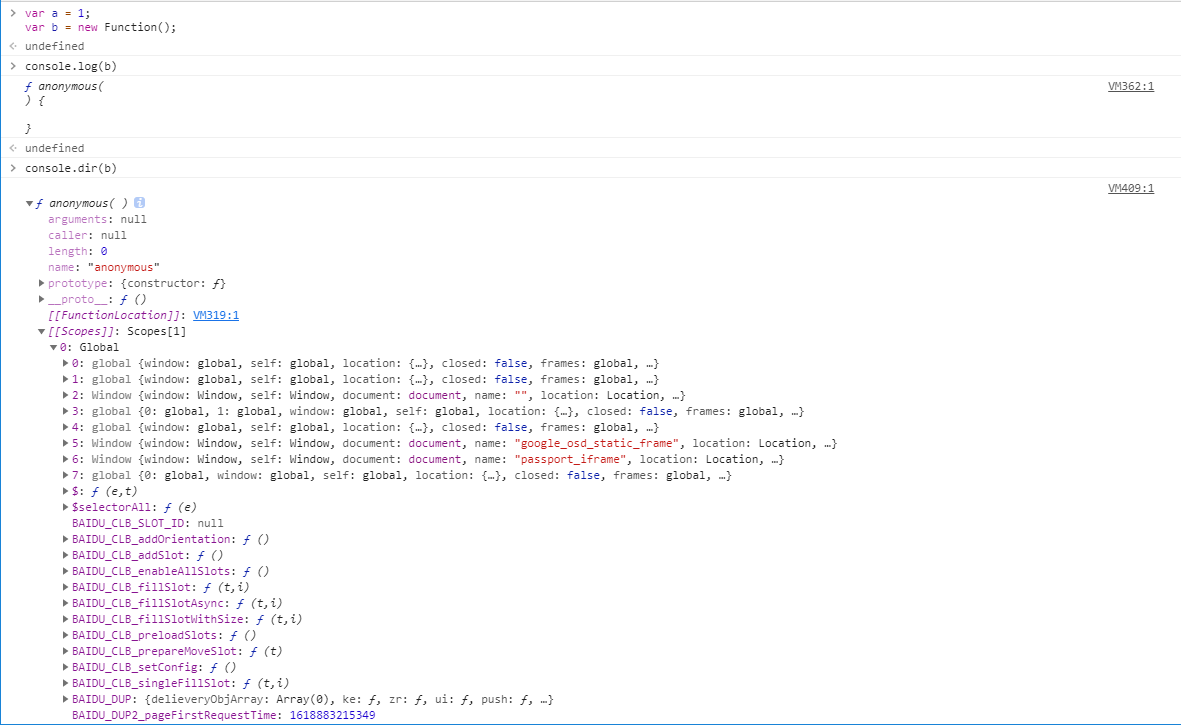 var a = 1;
var b = new Function();
undefined
console.log(b)
ƒ anonymous(
VM362:1
) {
}
undefined
console.dir(b)
VM409:1
ƒ anonymous( ) i
arguments: null
caller: null
length: 0
name: "anonymous"
prototype: {constructor: ƒ}
__proto__: ƒ ()
[[FunctionLocation]]: VM319:1
[[Scopes]]: Scopes[1]
0: Global
0: global {window: global, self: global, location: {…}, closed: false, frames: global, …}
1: global {window: global, self: global, location: {…}, closed: false, frames: global, …}
2: Window {window: Window, self: Window, document: document, name: "", location: Location, …}
3: global {0: global, 1: global, window: global, self: global, location: {…}, closed: false, frames: global, …}
4: global {window: global, self: global, location: {…}, closed: false, frames: global, …}
5: Window {window: Window, self: Window, document: document, name: "google_osd_static_frame", location: Location, …}
6: Window {window: Window, self: Window, document: document, name: "passport_iframe", location: Location, …}
7: global {0: global, window: global, self: global, location: {…}, closed: false, frames: global, …}
$: ƒ (e,t)
$selectorAll: ƒ (e)
BAIDU_CLB_SLOT_ID: null
BAIDU_CLB_addOrientation: ƒ ()
BAIDU_CLB_addSlot: ƒ ()
BAIDU_CLB_enableAllSlots: ƒ ()
BAIDU_CLB_fillSlot: ƒ (t,i)
BAIDU_CLB_fillSlotAsync: ƒ (t,i)
BAIDU_CLB_fillSlotWithSize: ƒ (t,i)
BAIDU_CLB_preloadSlots: ƒ ()
BAIDU_CLB_prepareMoveSlot: ƒ (t)
BAIDU_CLB_setConfig: ƒ ()
BAIDU_CLB_singleFillSlot: ƒ (t,i)
BAIDU_DUP: {delieveryObjArray: Array(0), ke: ƒ, zr: ƒ, ui: ƒ, push: ƒ, …}
BAIDU_DUP2_pageFirstRequestTime: 1618883215349